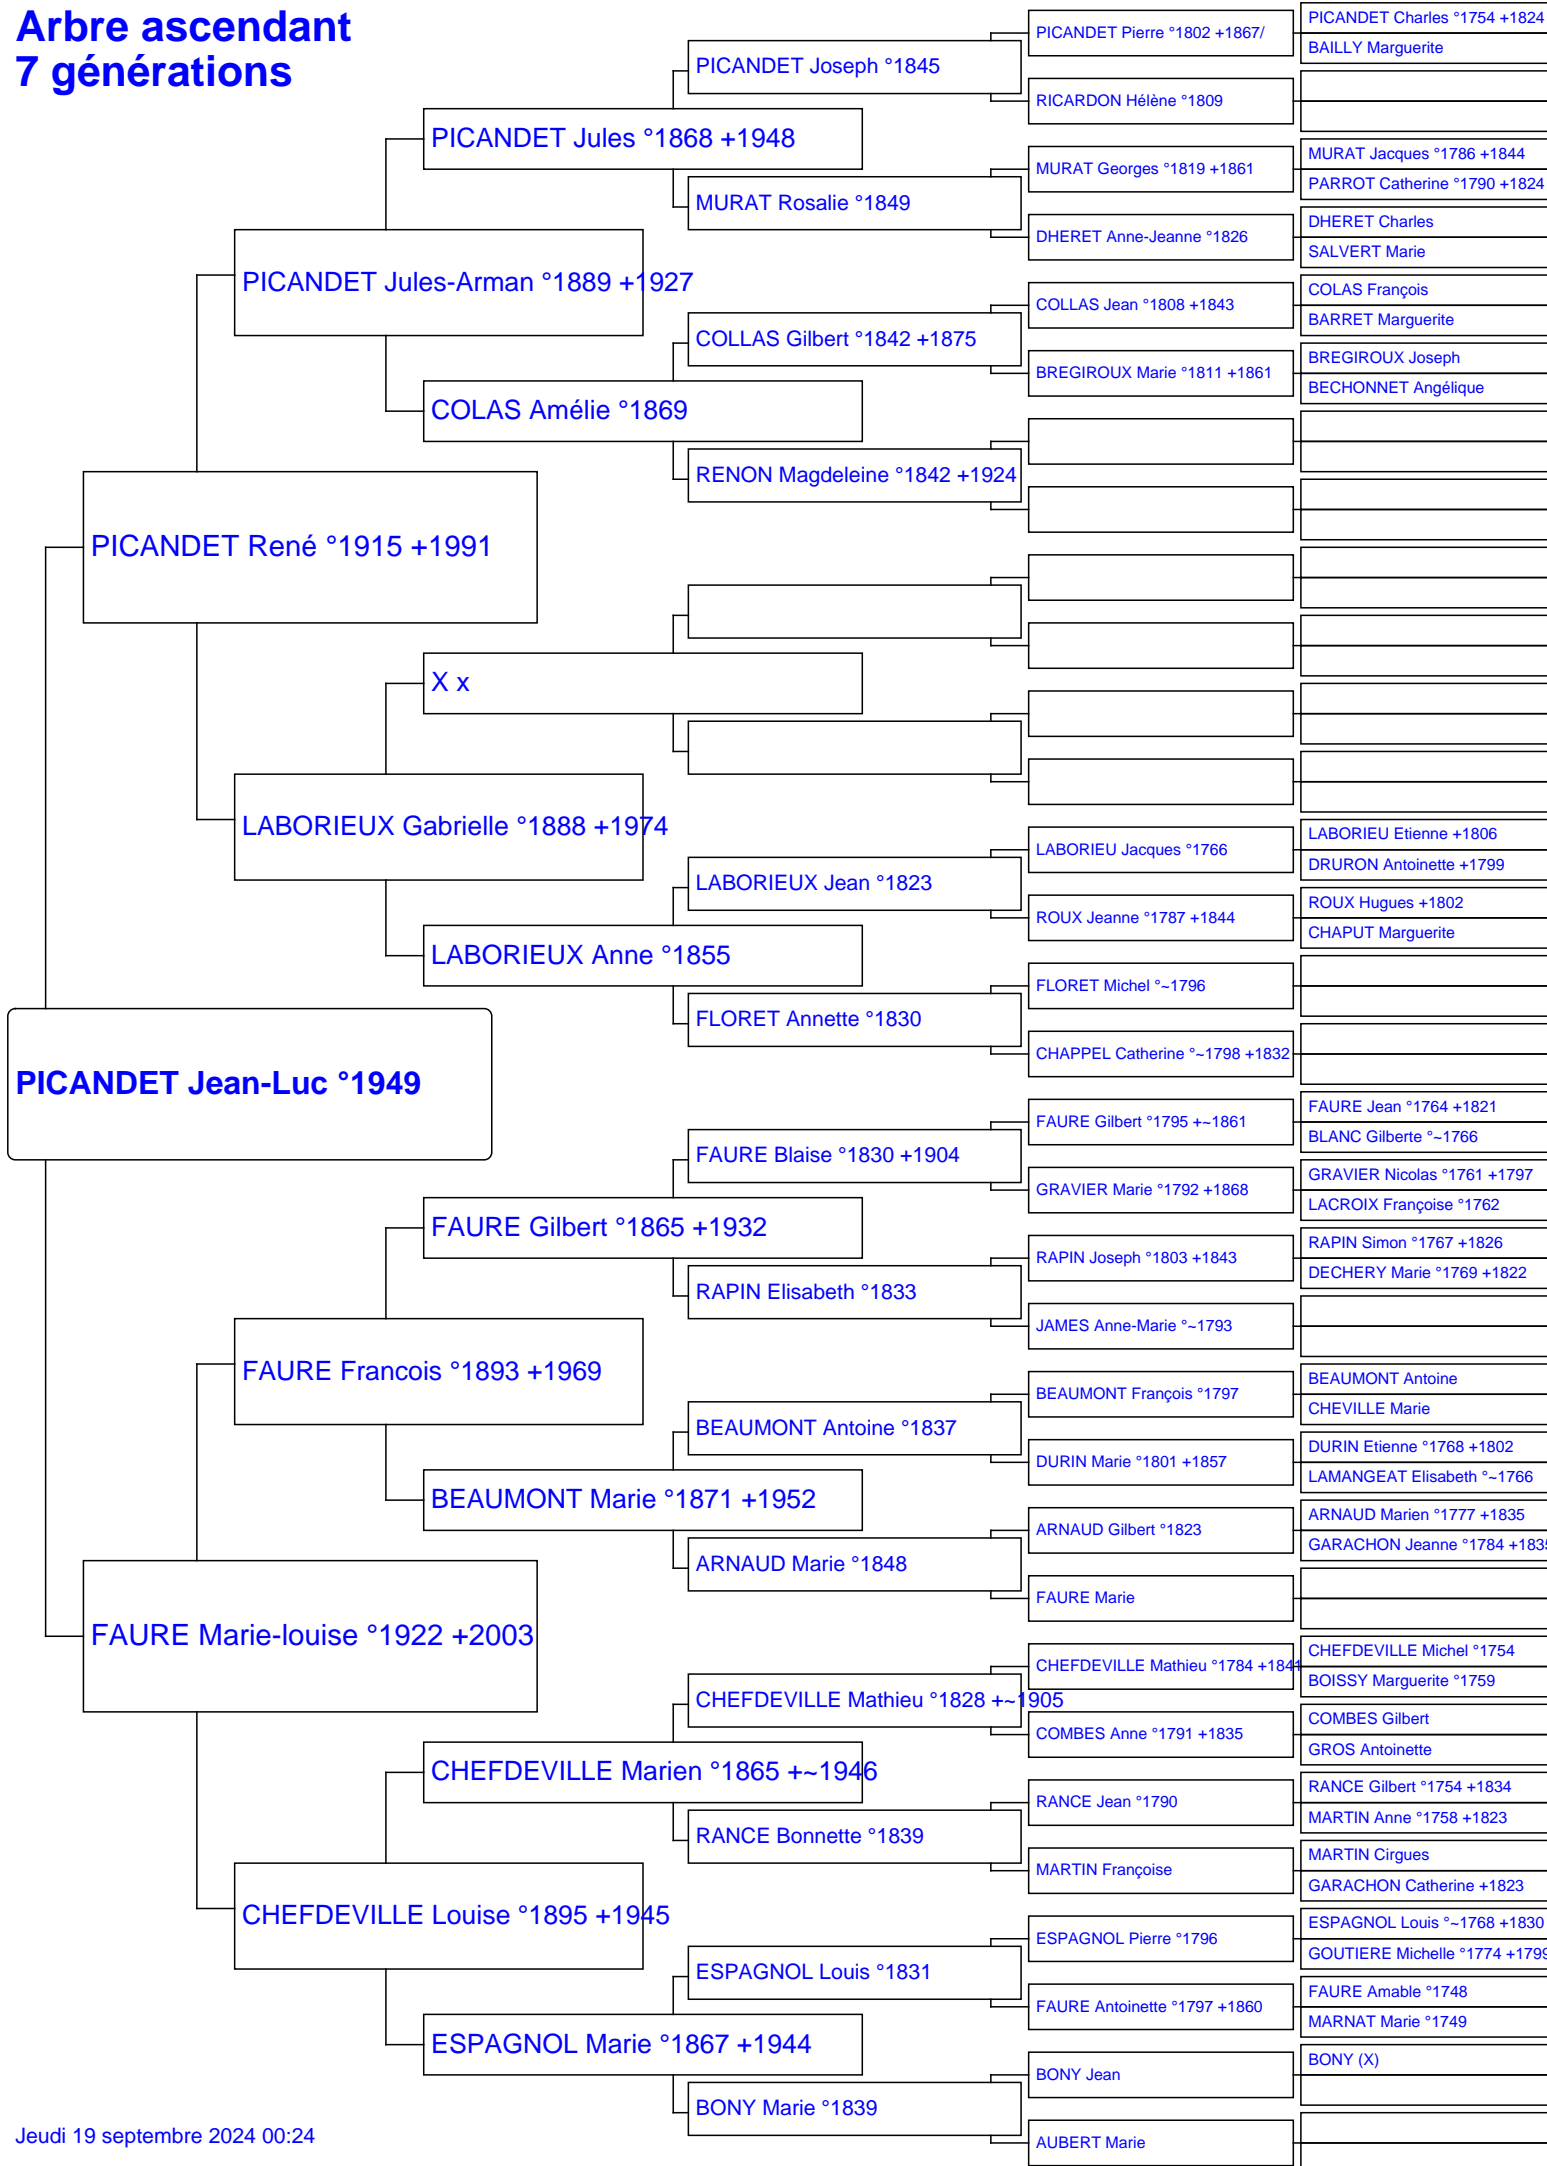 Arbre ascendant
7 générations
PICANDET Jean-Luc °1949
PICANDET René °1915 +1991
FAURE Marie-louise °1922 +2003
PICANDET Jules-Arman °1889 +1927
LABORIEUX Gabrielle °1888 +1974
FAURE Francois °1893 +1969
CHEFDEVILLE Louise °1895 +1945
PICANDET Jules °1868 +1948
COLAS Amélie °1869
X x
LABORIEUX Anne °1855
FAURE Gilbert °1865 +1932
BEAUMONT Marie °1871 +1952
CHEFDEVILLE Marien °1865 +~1946
ESPAGNOL Marie °1867 +1944
PICANDET Joseph °1845
MURAT Rosalie °1849
COLLAS Gilbert °1842 +1875
RENON Magdeleine °1842 +1924
LABORIEUX Jean °1823
FLORET Annette °1830
FAURE Blaise °1830 +1904
RAPIN Elisabeth °1833
BEAUMONT Antoine °1837
ARNAUD Marie °1848
CHEFDEVILLE Mathieu °1828 +~1905
RANCE Bonnette °1839
ESPAGNOL Louis °1831
BONY Marie °1839
PICANDET Pierre °1802 +1867/
RICARDON Hélène °1809
MURAT Georges °1819 +1861
DHERET Anne-Jeanne °1826
COLLAS Jean °1808 +1843
BREGIROUX Marie °1811 +1861
LABORIEU Jacques °1766
ROUX Jeanne °1787 +1844
FLORET Michel °~1796
CHAPPEL Catherine °~1798 +1832
FAURE Gilbert °1795 +~1861
GRAVIER Marie °1792 +1868
RAPIN Joseph °1803 +1843
JAMES Anne-Marie °~1793
BEAUMONT François °1797
DURIN Marie °1801 +1857
ARNAUD Gilbert °1823
FAURE Marie
CHEFDEVILLE Mathieu °1784 +1841
COMBES Anne °1791 +1835
RANCE Jean °1790
MARTIN Françoise
ESPAGNOL Pierre °1796
FAURE Antoinette °1797 +1860
BONY Jean
AUBERT Marie
PICANDET Charles °1754 +1824
BAILLY Marguerite
MURAT Jacques °1786 +1844
PARROT Catherine °1790 +1824
DHERET Charles
SALVERT Marie
COLAS François
BARRET Marguerite
BREGIROUX Joseph
BECHONNET Angélique
LABORIEU Etienne +1806
DRURON Antoinette +1799
ROUX Hugues +1802
CHAPUT Marguerite
FAURE Jean °1764 +1821
BLANC Gilberte °~1766
GRAVIER Nicolas °1761 +1797
LACROIX Françoise °1762
RAPIN Simon °1767 +1826
DECHERY Marie °1769 +1822
BEAUMONT Antoine
CHEVILLE Marie
DURIN Etienne °1768 +1802
LAMANGEAT Elisabeth °~1766
ARNAUD Marien °1777 +1835
GARACHON Jeanne °1784 +1835
CHEFDEVILLE Michel °1754
BOISSY Marguerite °1759
COMBES Gilbert
GROS Antoinette
RANCE Gilbert °1754 +1834
MARTIN Anne °1758 +1823
MARTIN Cirgues
GARACHON Catherine +1823
ESPAGNOL Louis °~1768 +1830
GOUTIERE Michelle °1774 +1799
FAURE Amable °1748
MARNAT Marie °1749
BONY (X)
Jeudi 19 septembre 2024 00:24